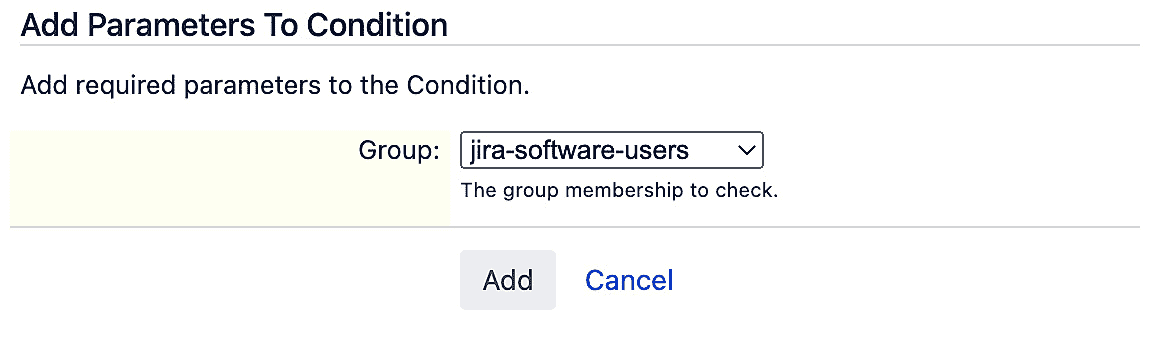 Add Parameters To Condition
Add required parameters to the Condition.
Group: jira-software-users
The group membership to check.
Add Cancel